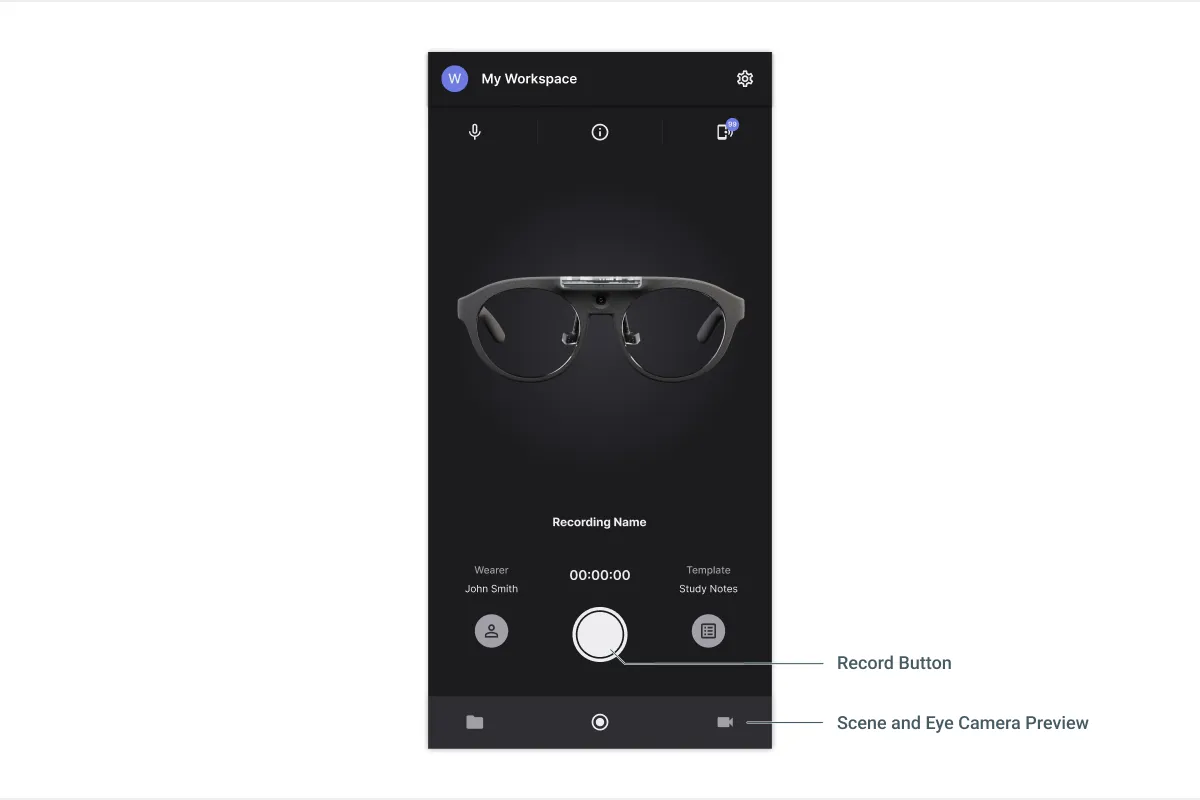 W My Workspace
99
Recording Name
Wearer
John Smith
00:00:00
Template
Study Notes
Record Button
Scene and Eye Camera Preview